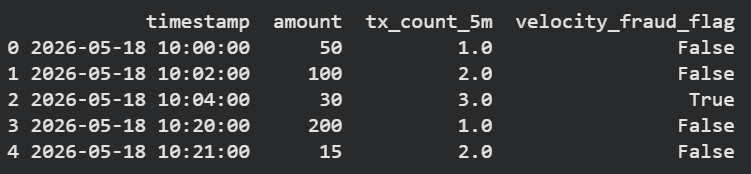 timestamp amount tx_count_5m velocity_fraud_flag
0 2026-05-18 10:00:00 50 1.0 False
1 2026-05-18 10:02:00 100 2.0 False
2 2026-05-18 10:04:00 30 3.0 True
3 2026-05-18 10:20:00 200 1.0 False
4 2026-05-18 10:21:00 15 2.0 False